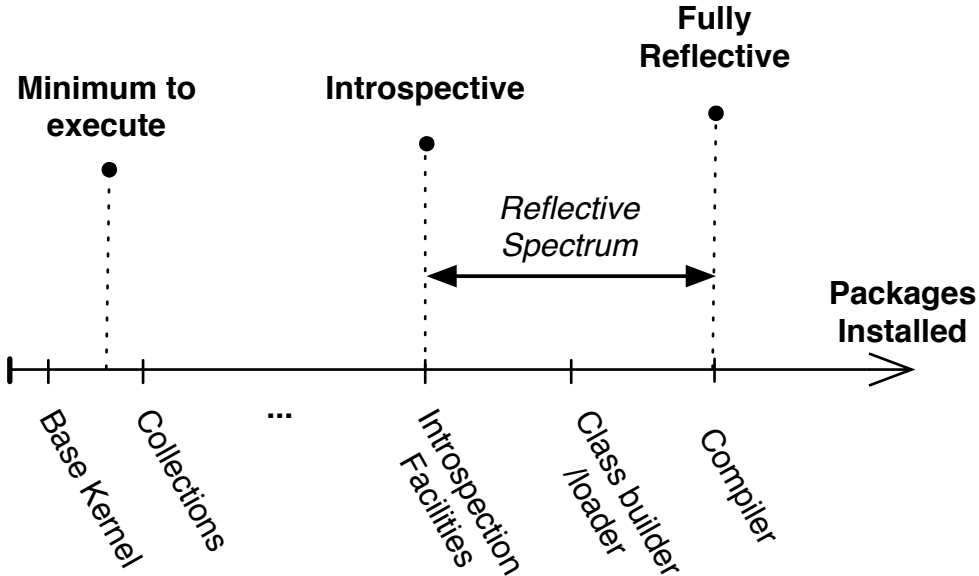 Fully
Reflective
Minimum to
execute
Introspective
Reflective
Spectrum
Packages
Installed
...
Base Kernel
Collections
Introspection
Facilities
Class builder
/loader
Compiler